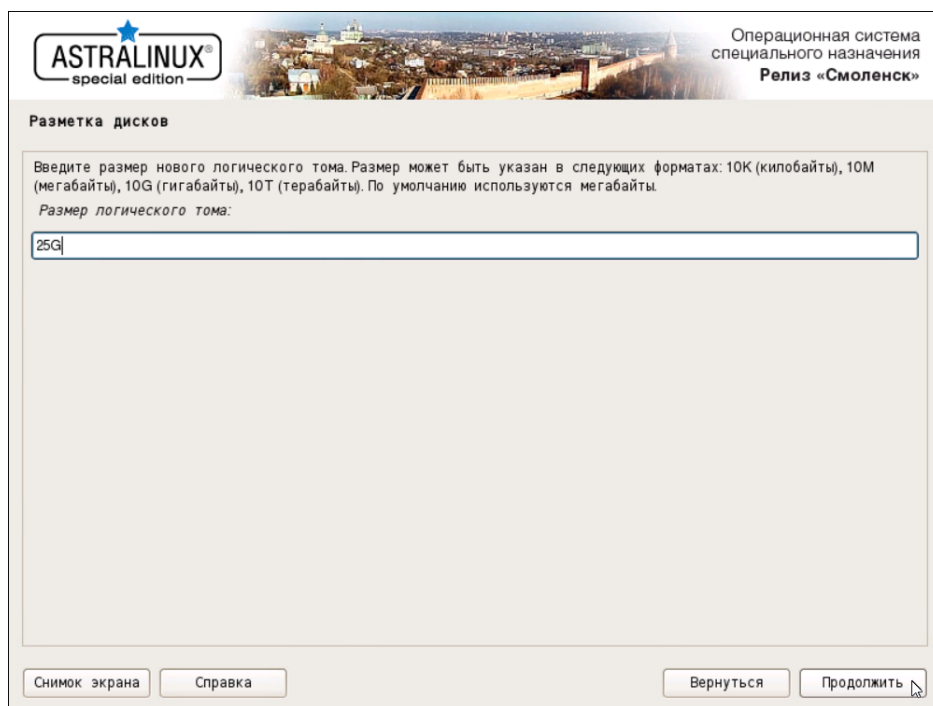 ASTRALINUX®
special edition
Операционная система
специального назначения
Релиз «Смоленск»
Разметка дисков
Введите размер нового логического тома. Размер может быть указан в следующих форматах: 10K (килобайты), 10M
(мегабайты), 10G (гигабайты), 10T (терабайты). По умолчанию используются мегабайты.
Размер логического тома:
25G
Снимок экрана
Справка
Вернуться
Продолжить